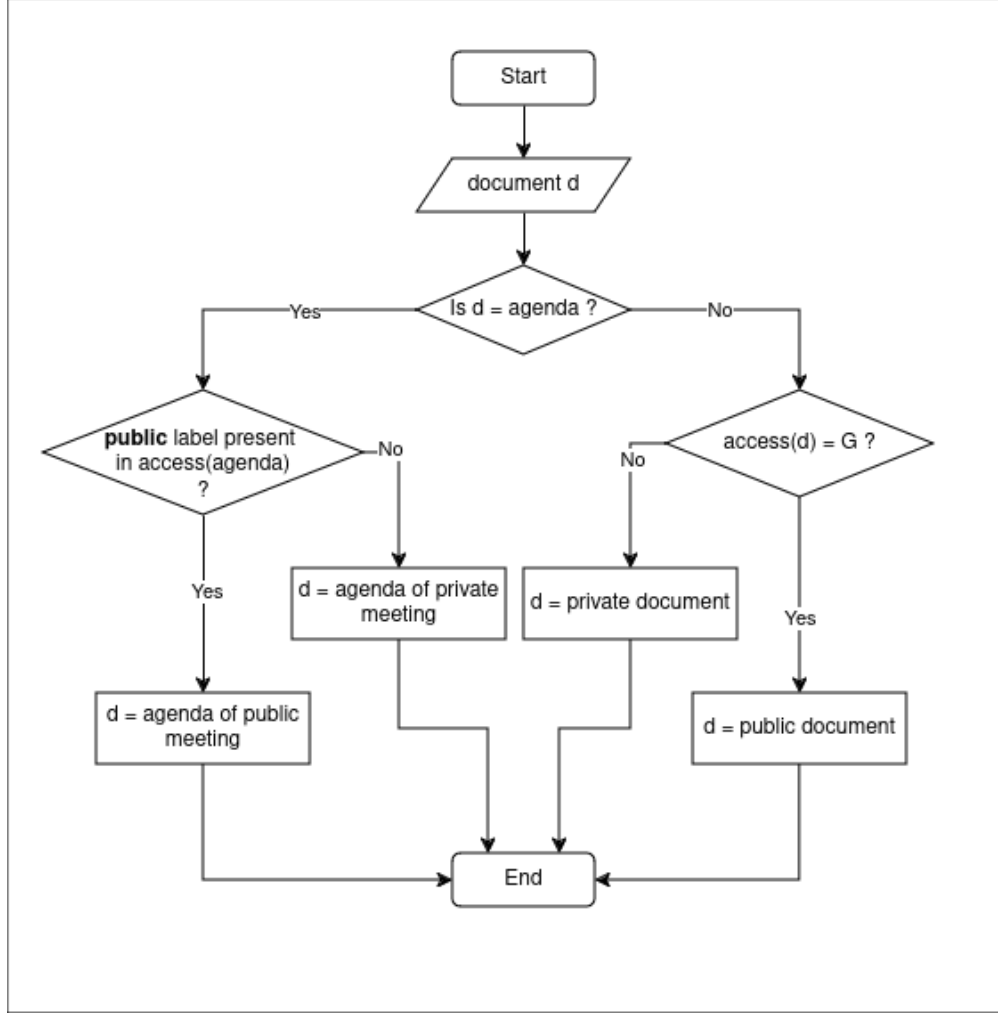 Start
document d
Is d = agenda ?
Yes
No
public label present
in access(agenda)
?
No
access(d) = G ?
No
Yes
d = agenda of private
meeting
d = private document
Yes
d = agenda of public
meeting
d = public document
End